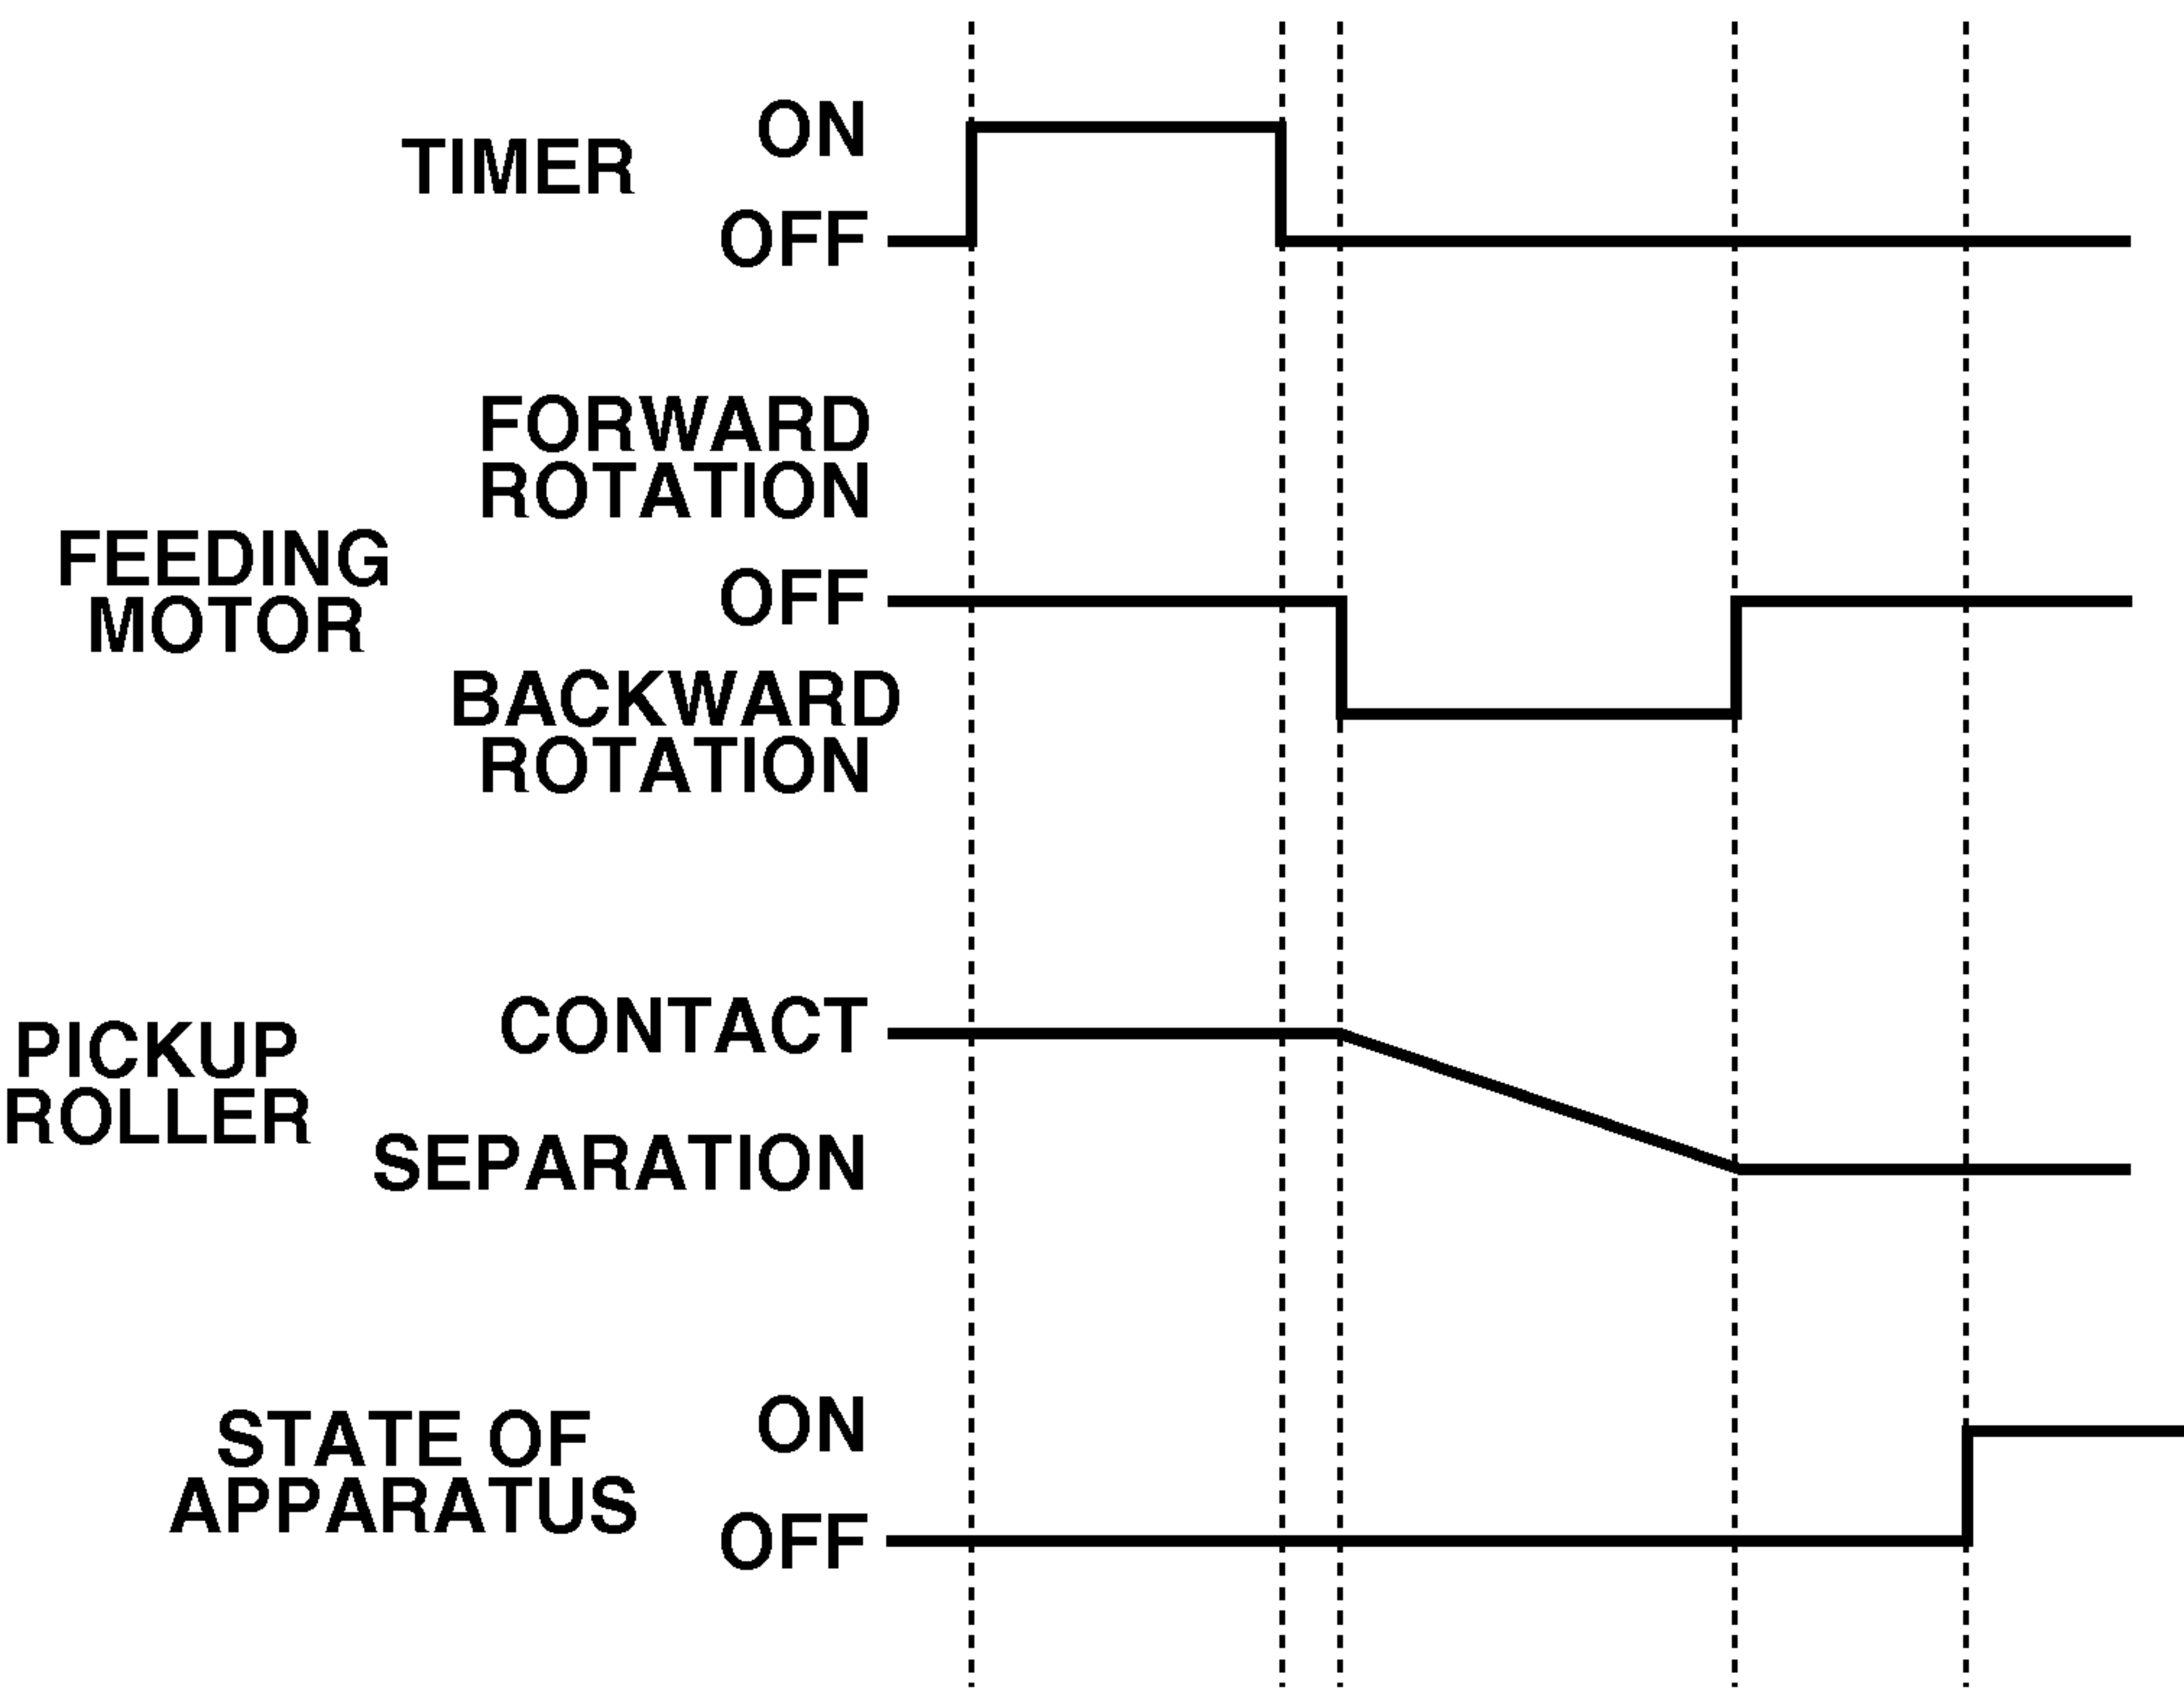 TIMER
ON
OFF
FEEDING
MOTOR
FORWARD
ROTATION
OFF
BACKWARD
ROTATION
PICKUP
ROLLER
CONTACT
SEPARATION
STATE OF
APPARATUS
ON
OFF